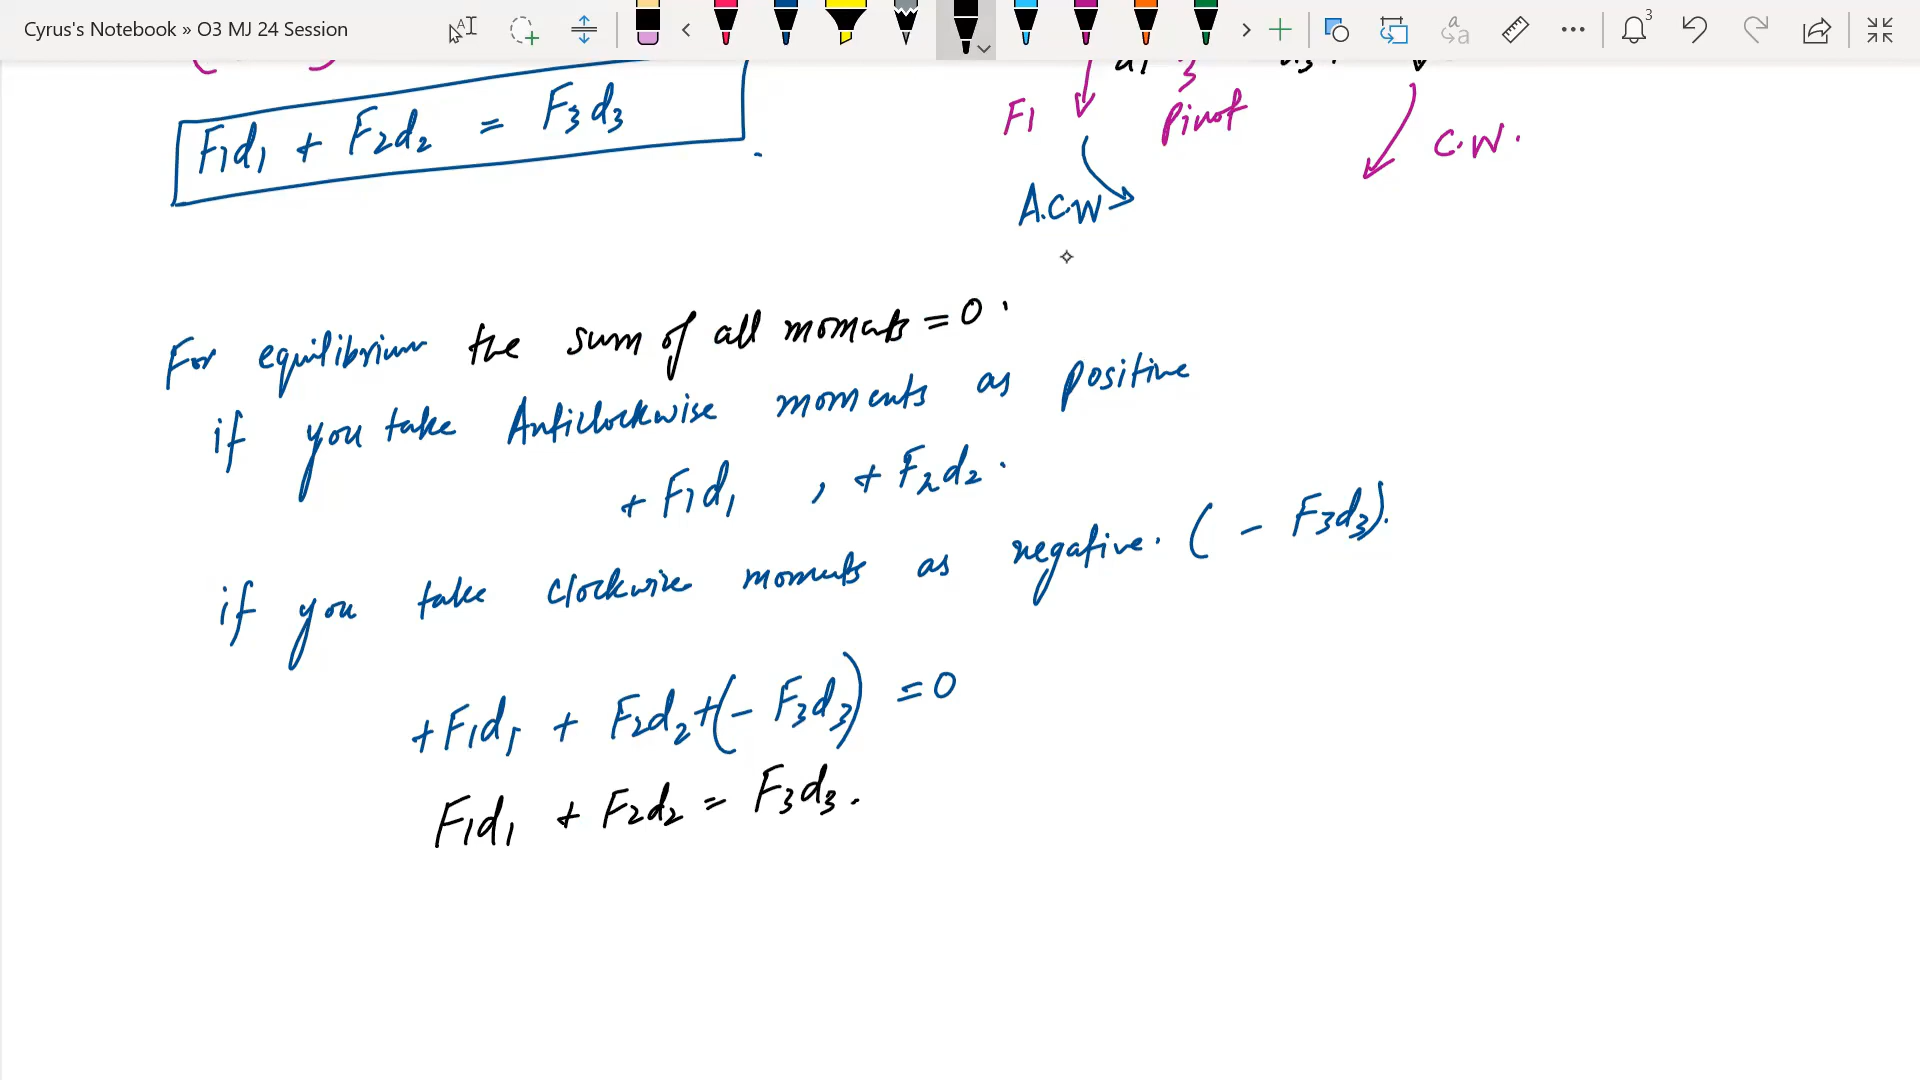 Cyrus's Notebook » O3 MJ 24 Session
3
F1d1 + F2d2 = F3d3
F1
Pivot
C.W.
A.C.W
For equilibrium the sum of all moments = 0.
if you take Anticlockwise moments as positive
+ F1d1 , + F2d2.
if you take clockwise moments as negative. (- F3d3).
+F1d1 + F2d2+(- F3d3) = 0
F1d1 + F2d2 = F3d3.